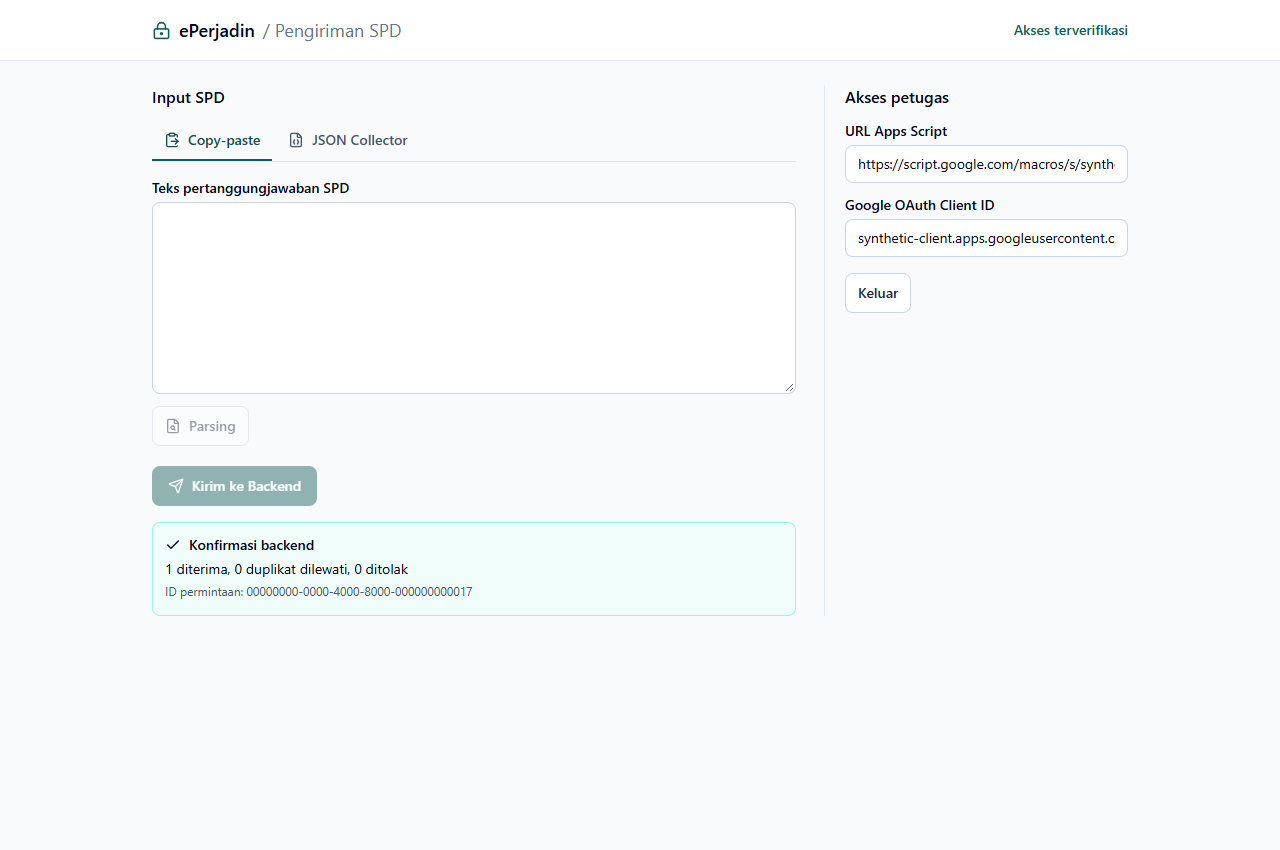 ePerjadin / Pengiriman SPD
Akses terverifikasi
Input SPD
Copy-paste
JSON Collector
Teks pertanggungjawaban SPD
Parsing
Kirim ke Backend
Konfirmasi backend
1 diterima, 0 duplikat dilewati, 0 ditolak
ID permintaan: 00000000-0000-4000-8000-000000000017
Akses petugas
URL Apps Script
https://script.google.com/macros/s/synth
Google OAuth Client ID
synthetic-client.apps.googleusercontent.c
Keluar